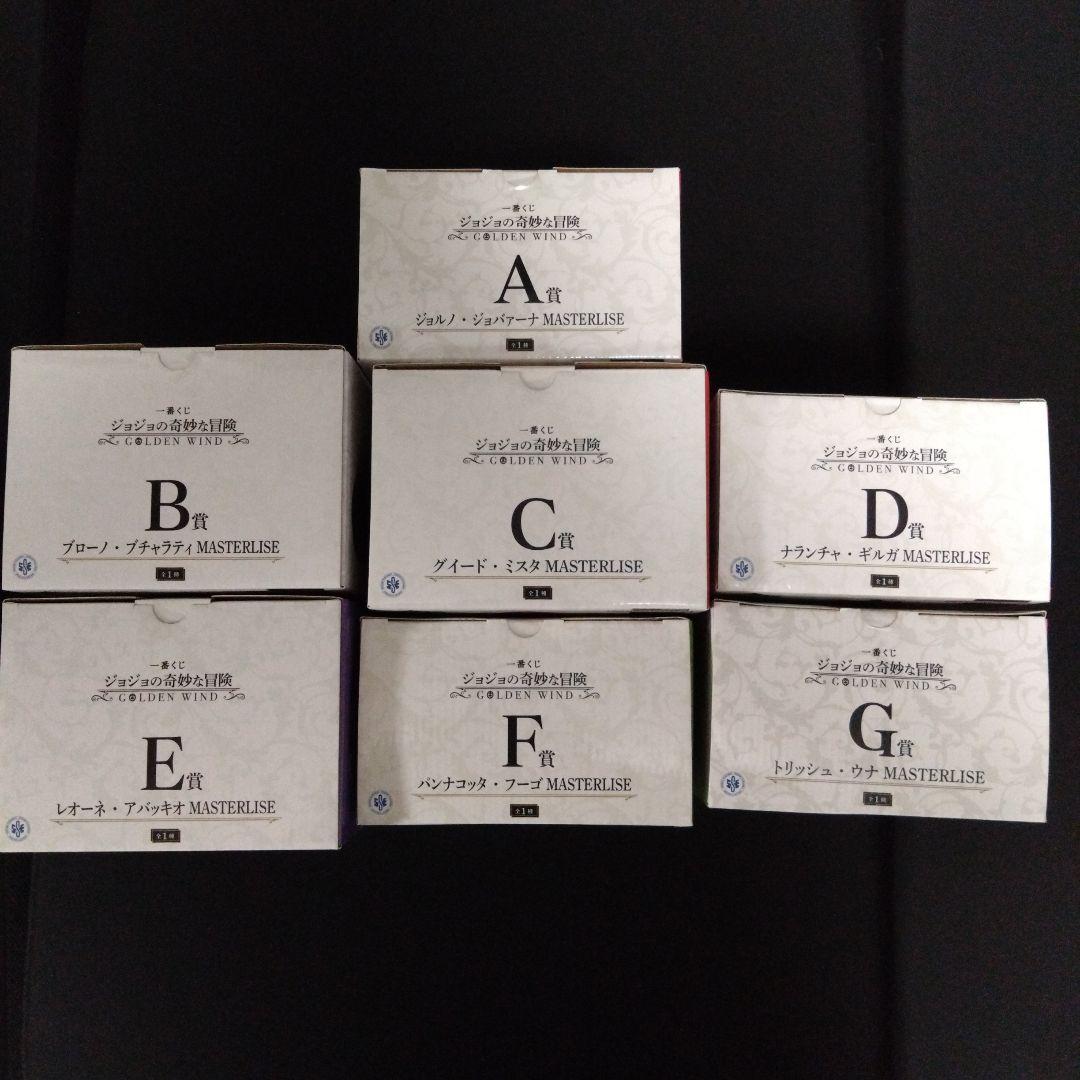 一番くじ
ジョジョの奇妙な冒険
GOLDEN WIND
A賞
ジョルノ・ジョバァーナ MASTERLISE
全1種
一番くじ
ジョジョの奇妙な冒険
GOLDEN WIND
B賞
ブローノ・ブチャラティ MASTERLISE
全1種
一番くじ
ジョジョの奇妙な冒険
GOLDEN WIND
C賞
グイード・ミスタ MASTERLISE
全1種
一番くじ
ジョジョの奇妙な冒険
GOLDEN WIND
D賞
ナランチャ・ギルガ MASTERLISE
全1種
一番くじ
ジョジョの奇妙な冒険
GOLDEN WIND
E賞
レオーネ・アバッキオ MASTERLISE
全1種
一番くじ
ジョジョの奇妙な冒険
GOLDEN WIND
F賞
パンナコッタ・フーゴ MASTERLISE
全1種
一番くじ
ジョジョの奇妙な冒険
GOLDEN WIND
G賞
トリッシュ・ウナ MASTERLISE
全1種